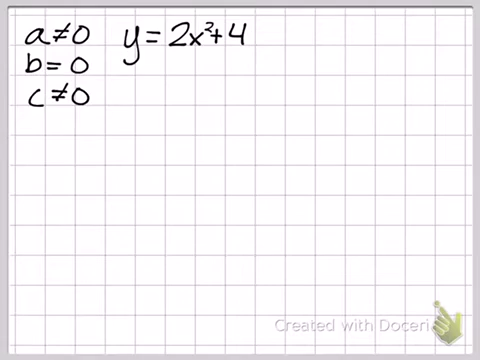 a≠0 y = 2x²+4
b = 0
c ≠0
Created with Doceri